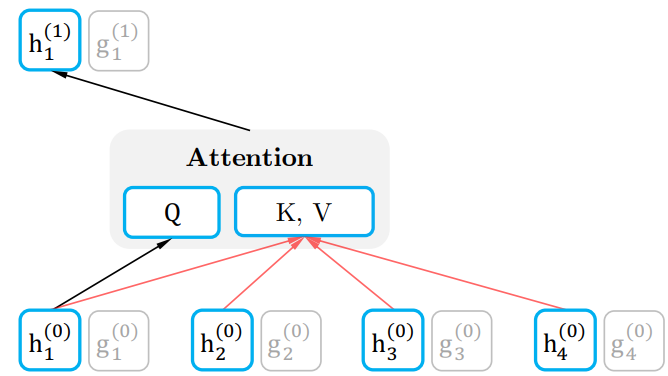 h₁⁽¹⁾ g₁⁽¹⁾
Attention
Q K, V
h₁⁽⁰⁾ g₁⁽⁰⁾ h₂⁽⁰⁾ g₂⁽⁰⁾ h₃⁽⁰⁾ g₃⁽⁰⁾ h₄⁽⁰⁾ g₄⁽⁰⁾